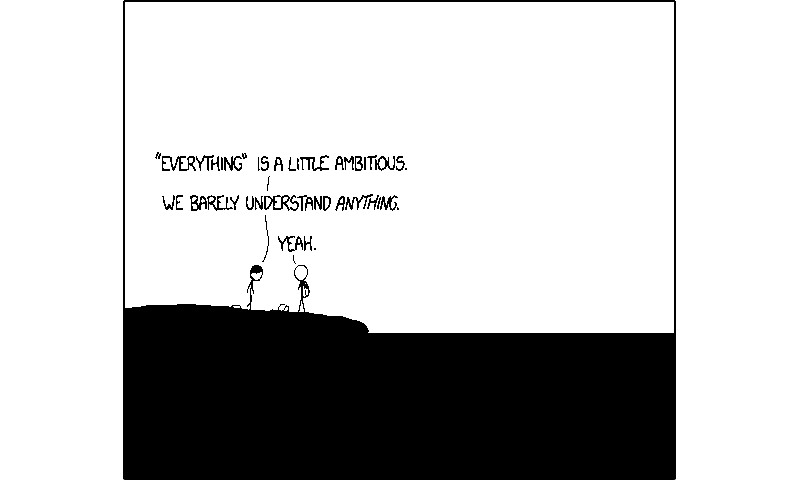 "EVERYTHING" IS A LITTLE AMBITIOUS.
WE BARELY UNDERSTAND ANYTHING.
YEAH.